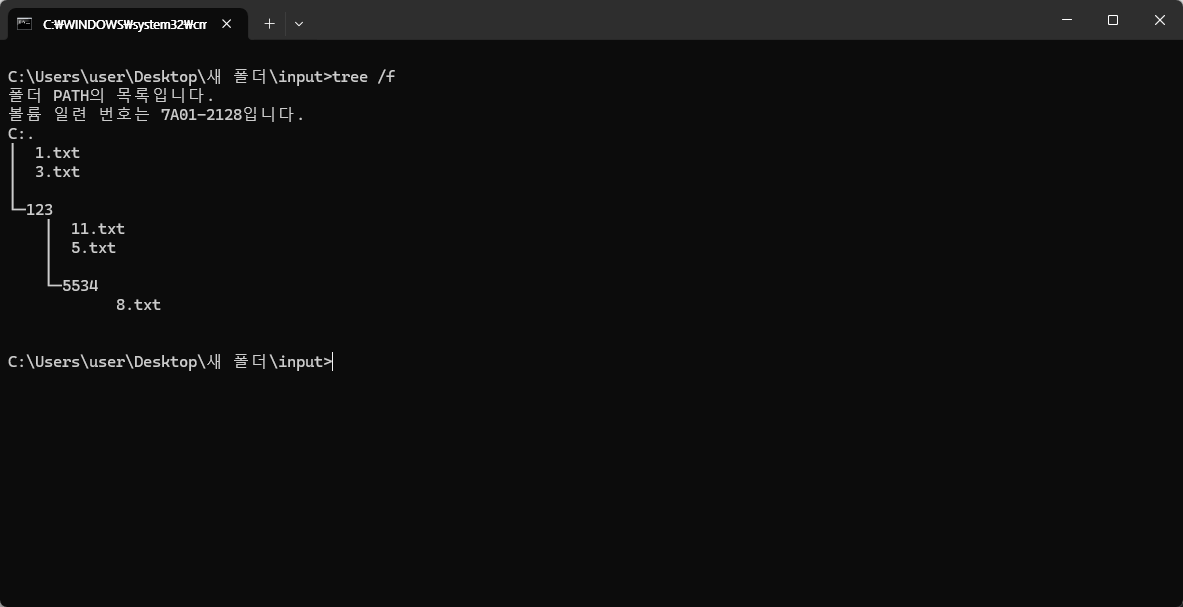 C:\WINDOWS\system32\cm
C:\Users\user\Desktop\새 폴더\input>tree /f
폴더 PATH의 목록입니다.
볼륨 일련 번호는 7A01-2128입니다.
C:.
│  1.txt
│  3.txt
│
└─123
    │  11.txt
    │  5.txt
    │
    └─5534
            8.txt
C:\Users\user\Desktop\새 폴더\input>